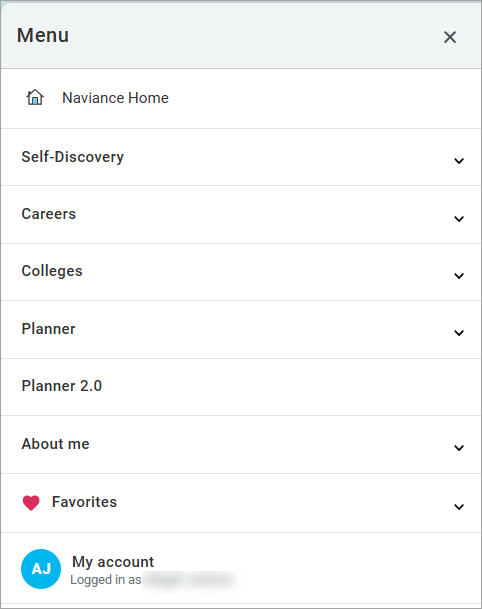 Menu
Naviance Home
Self-Discovery
Careers
Colleges
Planner
Planner 2.0
About me
Favorites
AJ
My account
Logged in as